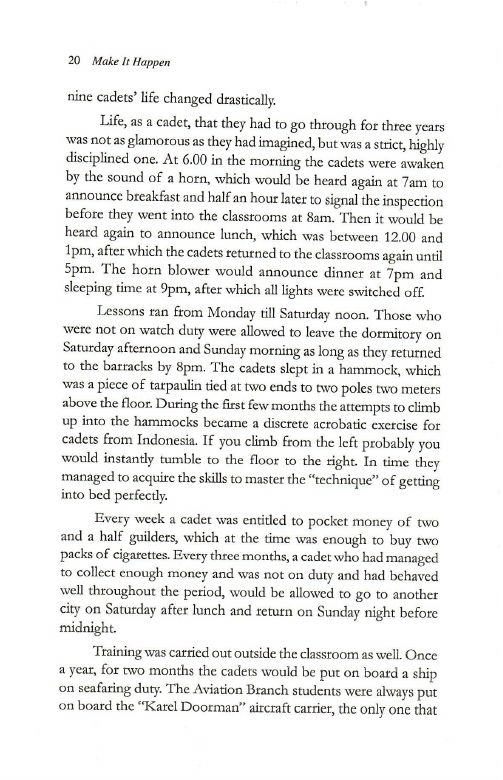 20 Make It Happen
nine cadets' life changed drastically.
Life, as a cadet, that they had to go through for three years
was not as glamorous as they had imagined, but was a strict, highly
disciplined one. At 6.00 in the morning the cadets were awaken
by the sound of a horn, which would be heard again at 7am to
announce breakfast and half an hour later to signal the inspection
before they went into the classrooms at 8am. Then it would be
heard again to announce lunch, which was between 12.00 and
1pm, after which the cadets returned to the classrooms again until
5pm. The horn blower would announce dinner at 7pm and
sleeping time at 9pm, after which all lights were switched off.
Lessons ran from Monday till Saturday noon. Those who
were not on watch duty were allowed to leave the dormitory on
Saturday afternoon and Sunday morning as long as they returned
to the barracks by 8pm. The cadets slept in a hammock, which
was a piece of tarpaulin tied at two ends to two poles two meters
above the floor. During the first few months the attempts to climb
up into the hammocks became a discrete acrobatic exercise for
cadets from Indonesia. If you climb from the left probably you
would instantly tumble to the floor to the right. In time they
managed to acquire the skills to master the "technique" of getting
into bed perfectly.
Every week a cadet was entitled to pocket money of two
and a half guilders, which at the time was enough to buy two
packs of cigarettes. Every three months, a cadet who had managed
to collect enough money and was not on duty and had behaved
well throughout the period, would be allowed to go to another
city on Saturday after lunch and return on Sunday night before
midnight.
Training was carried out outside the classroom as well. Once
a year, for two months the cadets would be put on board a ship
on seafaring duty. The Aviation Branch students were always put
on board the "Karel Doorman" aircraft carrier, the only one that